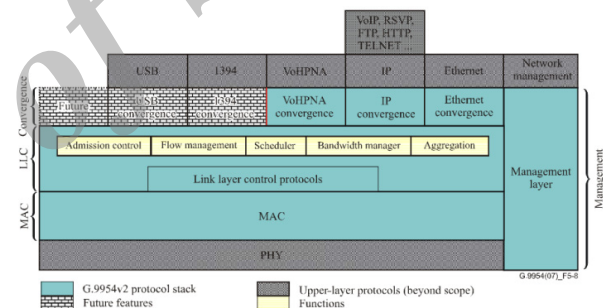 VoIP, RSVP,
FTP, HTTP,
TELNET ...
USB
1394
VoHPNA
IP
Ethernet
Network
management
Convergence
Future
USB
convergence
1394
convergence
VoHPNA
convergence
IP
convergence
Ethernet
convergence
LLC
Admission control
Flow management
Scheduler
Bandwidth manager
Aggregation
Link layer control protocols
Management
layer
Management
MAC
MAC
PHY
G.9954(07)_F5-8
G.9954v2 protocol stack
Upper-layer protocols (beyond scope)
Future features
Functions